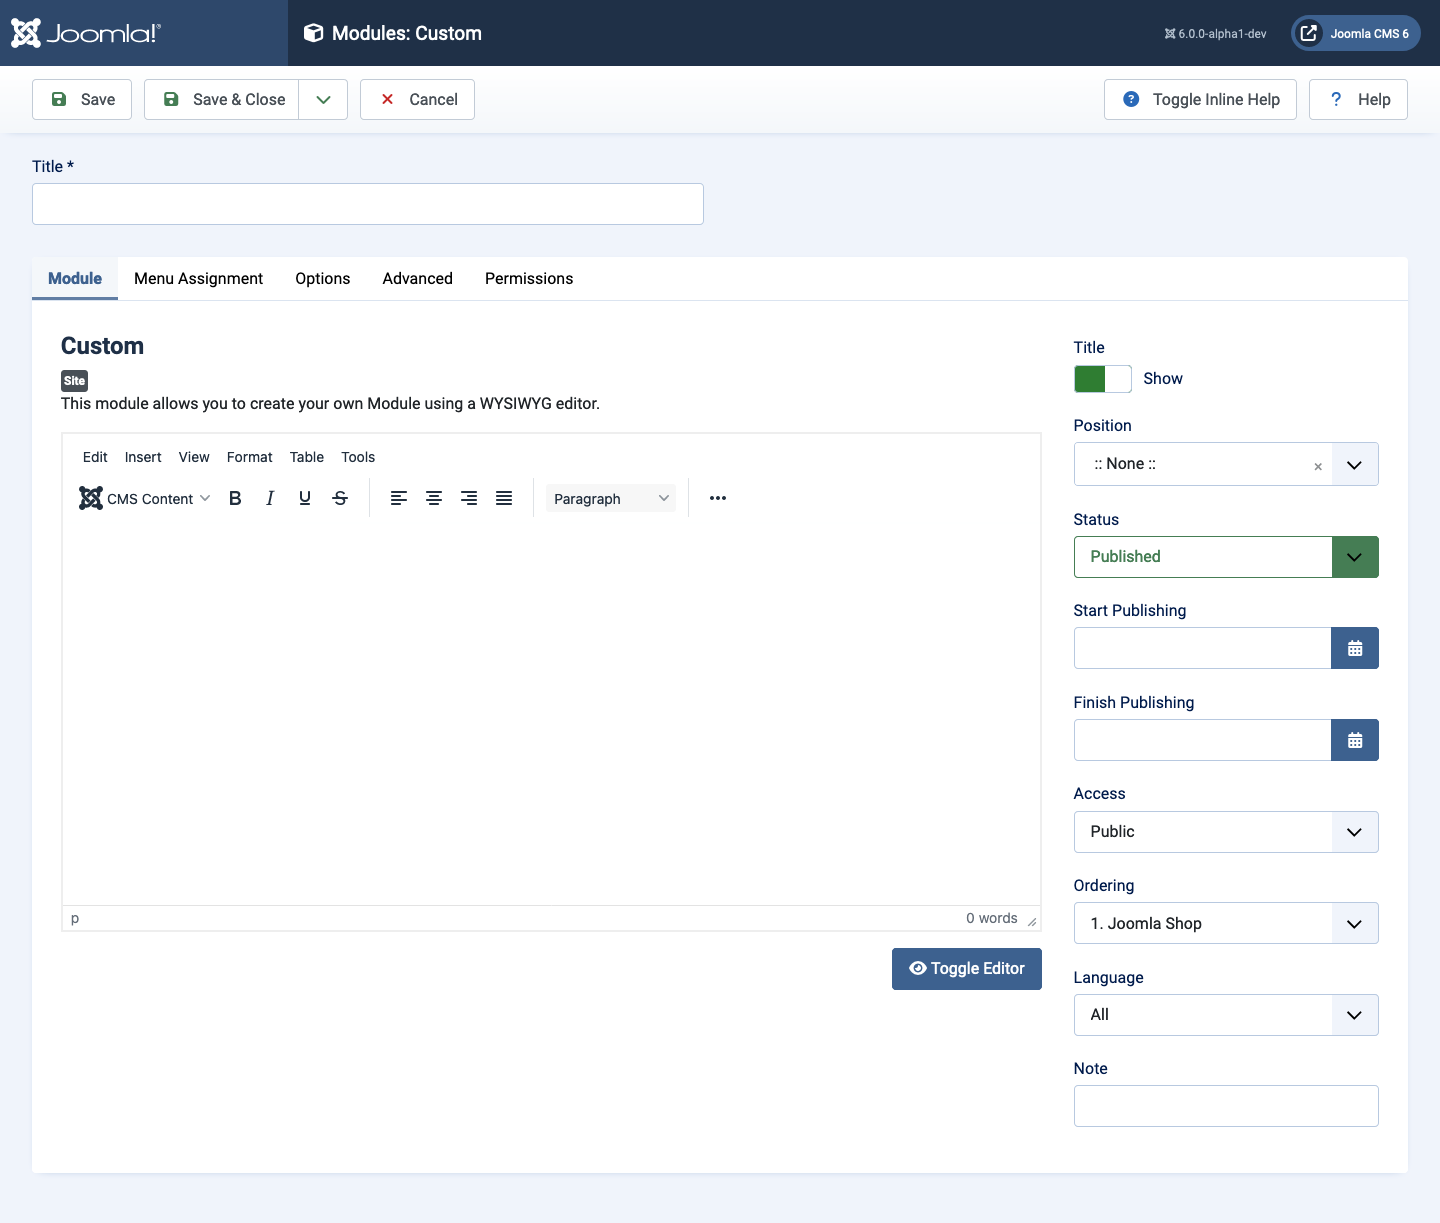 Joomla!®
Modules: Custom
6.0.0-alpha1-dev
Joomla CMS 6
Save
Save & Close
Cancel
Toggle Inline Help
? Help
Title *
Module
Menu Assignment
Options
Advanced
Permissions
Custom
Site
This module allows you to create your own Module using a WYSIWYG editor.
Edit Insert View Format Table Tools
CMS Content B I U S Paragraph
p
0 words
Toggle Editor
Title
Show
Position
:: None ::
×
Status
Published
Start Publishing
Finish Publishing
Access
Public
Ordering
1. Joomla Shop
Language
All
Note